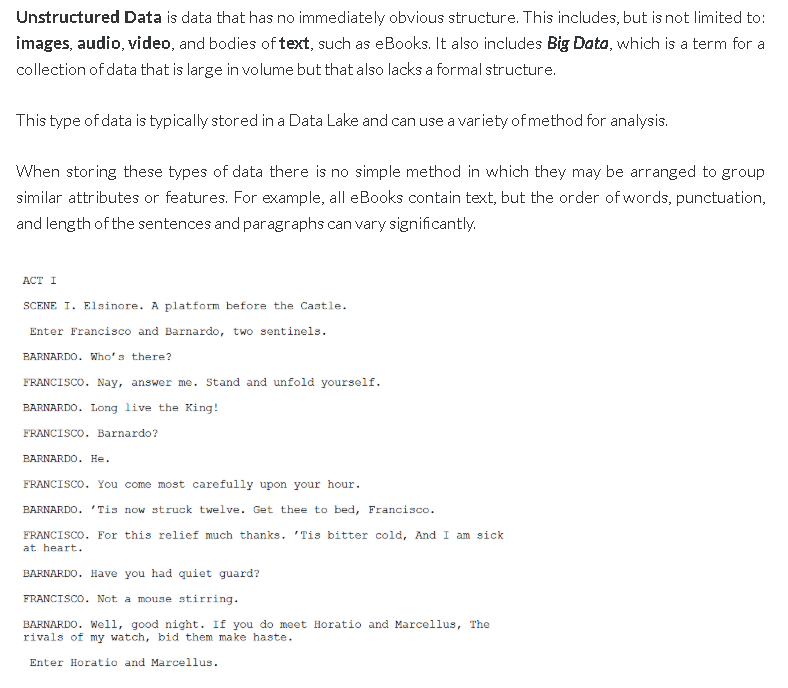 Unstructured Data is data that has no immediately obvious structure. This includes, but is not limited to:
images, audio, video, and bodies of text, such as eBooks. It also includes Big Data, which is a term for a
collection of data that is large in volume but that also lacks a formal structure.
This type of data is typically stored in a Data Lake and can use a variety of method for analysis.
When storing these types of data there is no simple method in which they may be arranged to group
similar attributes or features. For example, all eBooks contain text, but the order of words, punctuation,
and length of the sentences and paragraphs can vary significantly.
ACT I
SCENE I. Elsinore. A platform before the Castle.
Enter Francisco and Barnardo, two sentinels.
BARNARDO. Who's there?
FRANCISCO. Nay, answer me. Stand and unfold yourself.
BARNARDO. Long live the King!
FRANCISCO. Barnardo?
BARNARDO. He.
FRANCISCO. You come most carefully upon your hour.
BARNARDO. 'Tis now struck twelve. Get thee to bed, Francisco.
FRANCISCO. For this relief much thanks. 'Tis bitter cold, And I am sick
at heart.
BARNARDO. Have you had quiet guard?
FRANCISCO. Not a mouse stirring.
BARNARDO. Well, good night. If you do meet Horatio and Marcellus, The
rivals of my watch, bid them make haste.
Enter Horatio and Marcellus.